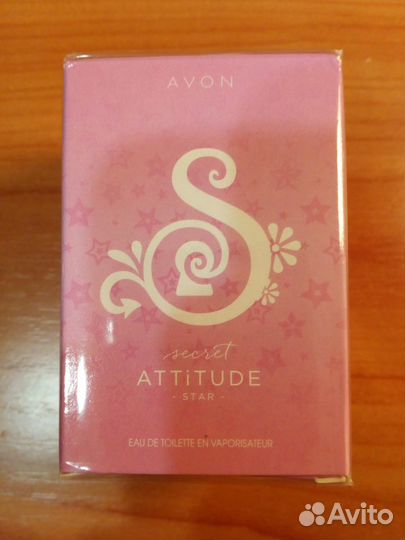 AVON
S
secret
ATTiTUDE
- STAR -
EAU DE TOILETTE EN VAPORISATEUR
Avito